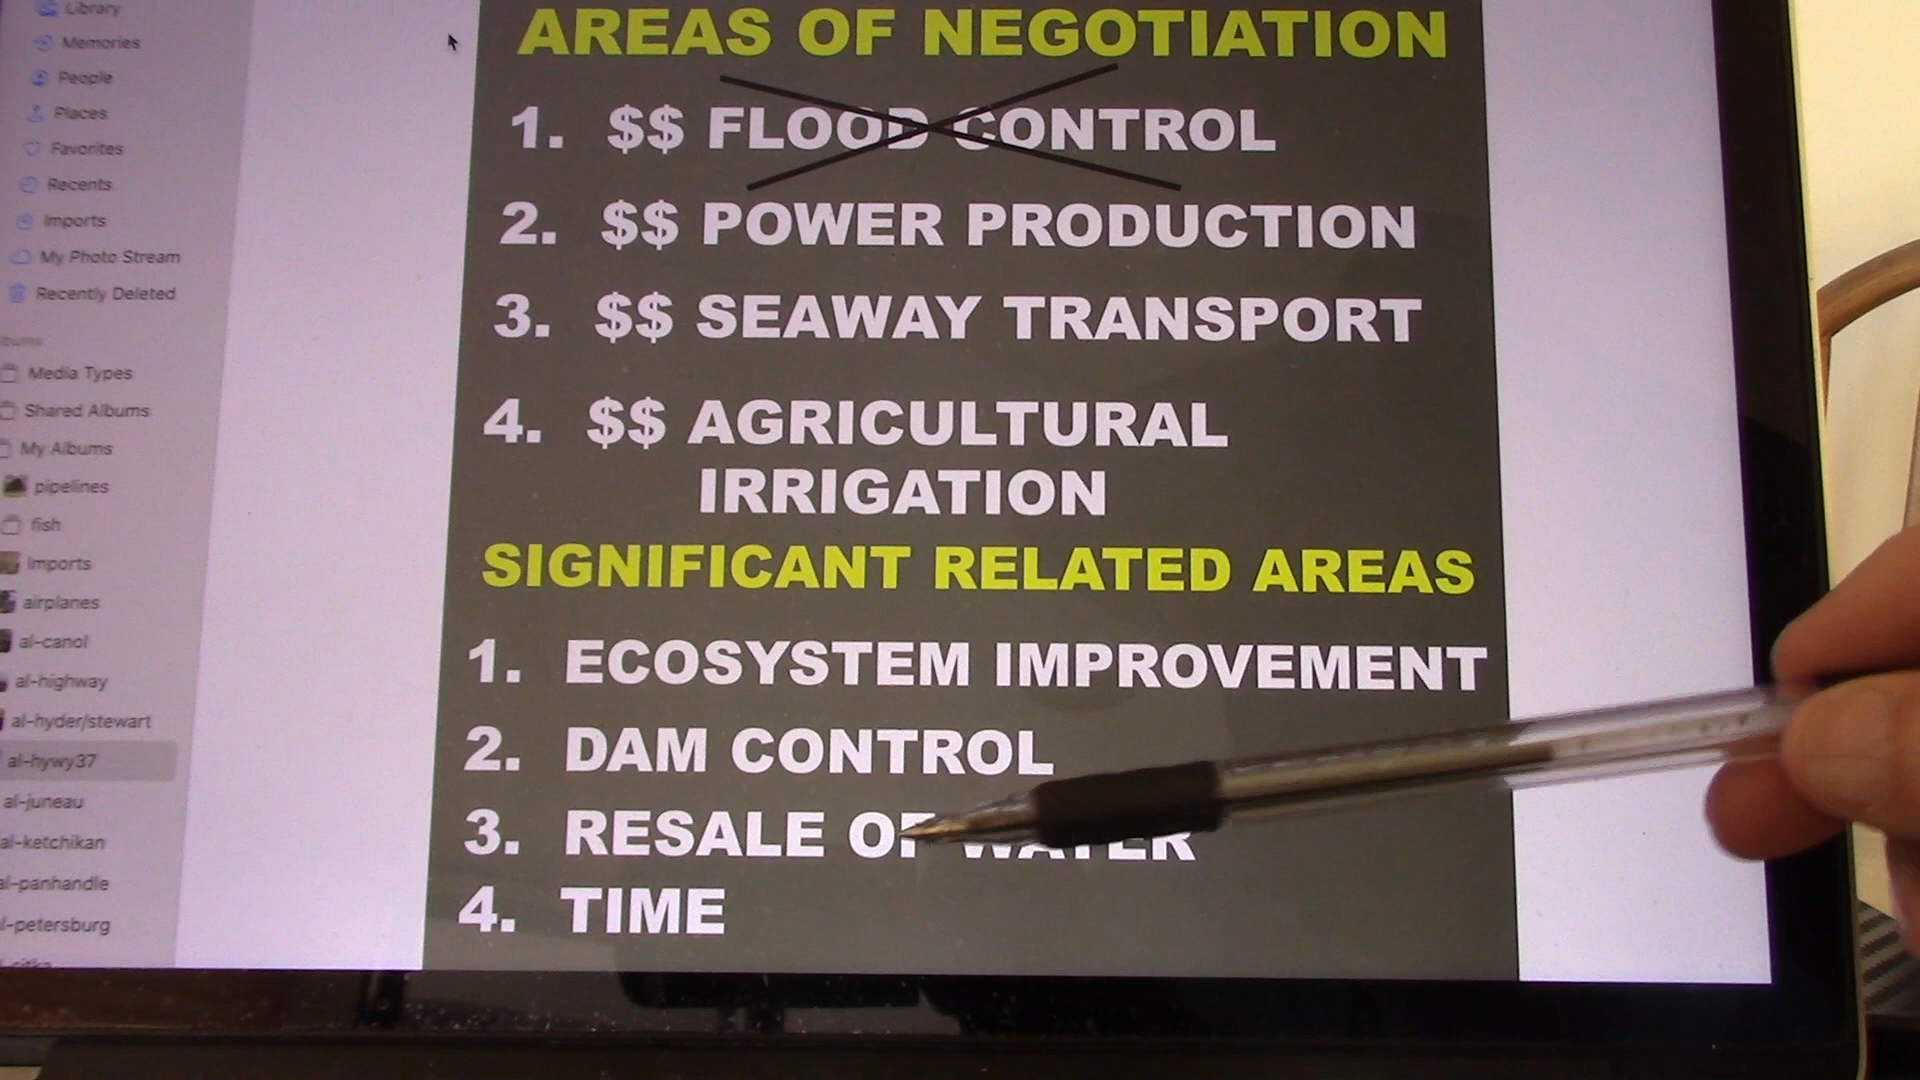 Library
Memories
People
Places
Favorites
Recents
Imports
My Photo Stream
Recently Deleted
Media Types
Shared Albums
My Albums
pipelines
fish
Imports
airplanes
al-canol
al-highway
al-hyder/stewart
al-hywy37
al-juneau
al-ketchikan
al-panhandle
l-petersburg
AREAS OF NEGOTIATION
1. $$ FLOOD CONTROL
2. $$ POWER PRODUCTION
3. $$ SEAWAY TRANSPORT
4. $$ AGRICULTURAL
IRRIGATION
SIGNIFICANT RELATED AREAS
1. ECOSYSTEM IMPROVEMENT
2. DAM CONTROL
3. RESALE OF WATER
4. TIME